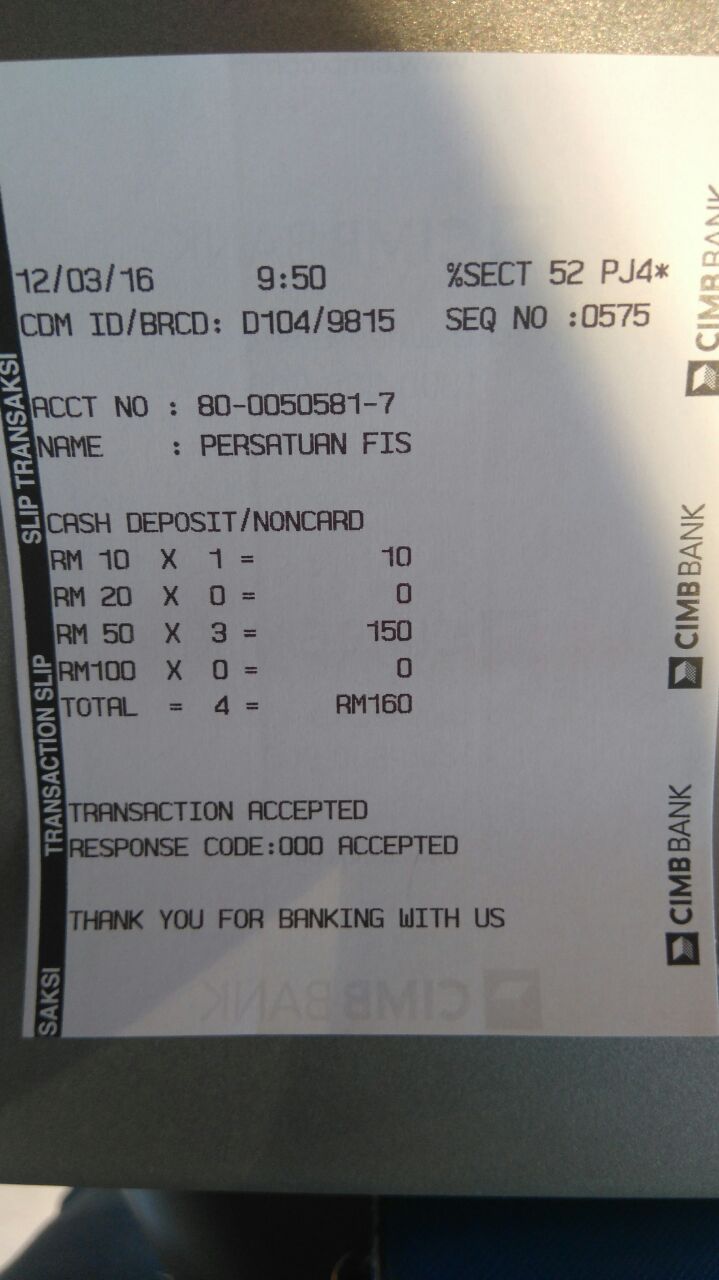 12/03/16 9:50 %SECT 52 PJ4*
CDM ID/BRCD: D104/9815 SEQ NO :0575
ACCT NO : 80-0050581-7
NAME : PERSATUAN FIS
CASH DEPOSIT/NONCARD
RM 10 X 1 = 10
RM 20 X 0 = 0
RM 50 X 3 = 150
RM100 X 0 = 0
TOTAL = 4 = RM160
TRANSACTION ACCEPTED
RESPONSE CODE:000 ACCEPTED
THANK YOU FOR BANKING WITH US
SLIP TRANSAKSI
TRANSACTION SLIP
SAKSI
CIMB BANK
CIMB BANK
CIMB BANK
CIMB BANK